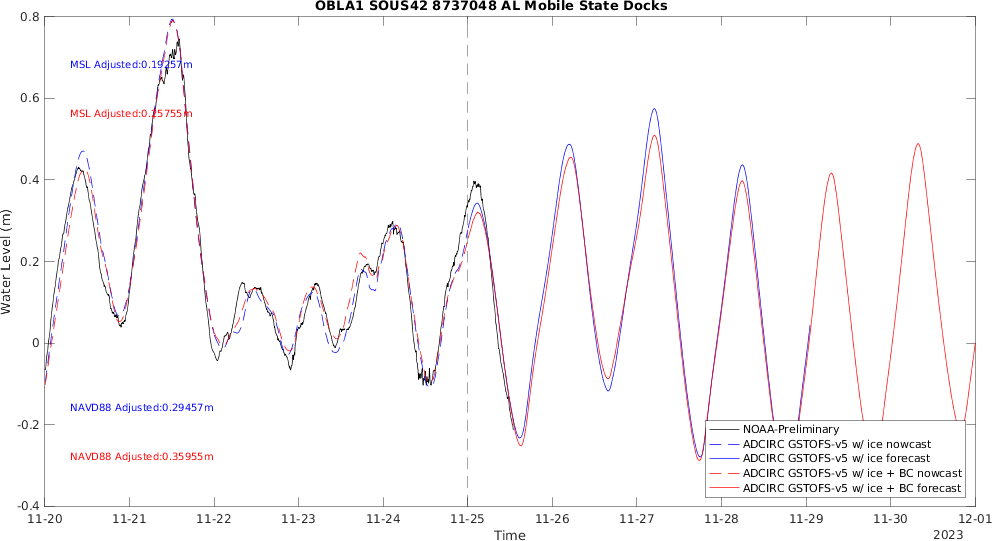 OBLA1 SOUS42 8737048 AL Mobile State Docks
0.8
0.6
0.4
0.2
0
-0.2
-0.4
Water Level (m)
MSL Adjusted:0.19257m
MSL Adjusted:0.25755m
NAVD88 Adjusted:0.29457m
NAVD88 Adjusted:0.35955m
NOAA-Preliminary
ADCIRC GSTOFS-v5 w/ ice nowcast
ADCIRC GSTOFS-v5 w/ ice forecast
ADCIRC GSTOFS-v5 w/ ice + BC nowcast
ADCIRC GSTOFS-v5 w/ ice + BC forecast
11-20 11-21 11-22 11-23 11-24 11-25 11-26 11-27 11-28 11-29 11-30 12-01
Time
2023